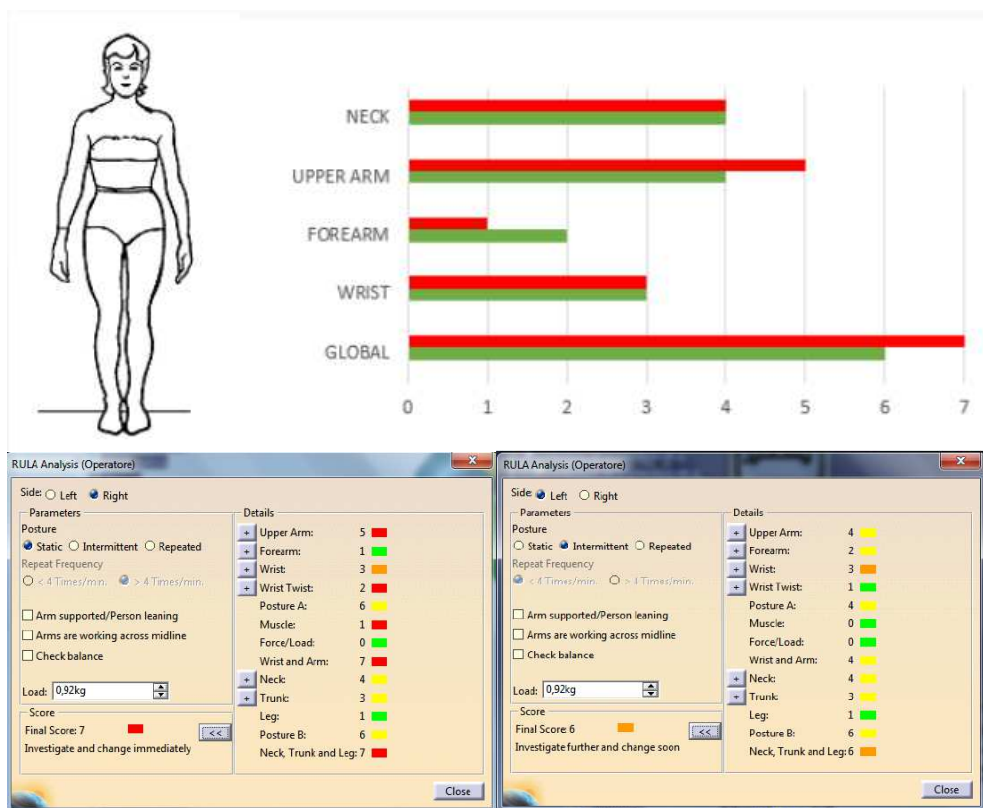 NECK
UPPER ARM
FOREARM
WRIST
GLOBAL
0 1 2 3 4 5 6 7
RULA Analysis (Operatore)
Side: Left Right
Parameters
Posture
Static Intermittent Repeated
Repeat Frequency
< 4 Times/min. > 4 Times/min.
Arm supported/Person leaning
Arms are working across midline
Check balance
Load: 0,92kg
Score
Final Score: 7
<<
Investigate and change immediately
Details
+ Upper Arm: 5
+ Forearm: 1
+ Wrist: 3
+ Wrist Twist: 2
Posture A: 6
Muscle: 1
Force/Load: 0
Wrist and Arm: 7
+ Neck: 4
+ Trunk: 3
Leg: 1
Posture B: 6
Neck, Trunk and Leg: 7
Close
RULA Analysis (Operatore)
Side Left Right
Parameters
Posture
Static Intermittent Repeated
Repeat Frequency
< 4 Times/min. > 4 Times/min.
Arm supported/Person leaning
Arms are working across midline
Check balance
Load: 0,92kg
Score
Final Score 6
<<
Investigate further and change soon
Details
+ Upper Arm: 4
+ Forearm: 2
+ Wrist: 3
+ Wrist Twist: 1
Posture A: 4
Muscle: 0
Force/Load: 0
Wrist and Arm: 4
+ Neck: 4
+ Trunk: 3
Leg: 1
Posture B: 6
Neck, Trunk and Leg: 6
Close